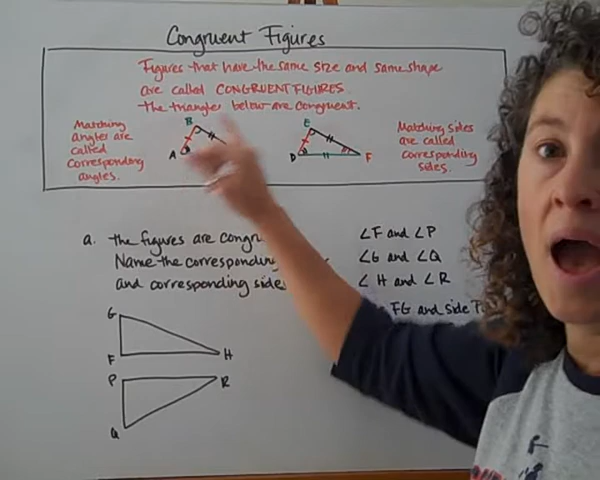 Congruent Figures
Figures that have the same size and same shape
are called CONGRUENT FIGURES.
The triangles below are congruent.
Matching
angles are
called
corresponding
angles.
B
A
E
D
F
Matching sides
are called
corresponding
sides.
a. the figures are
Name the corresponding
and corresponding
∠F and ∠P
∠G and ∠Q
∠H and ∠R
FG and side
G
F
H
P
R
Q